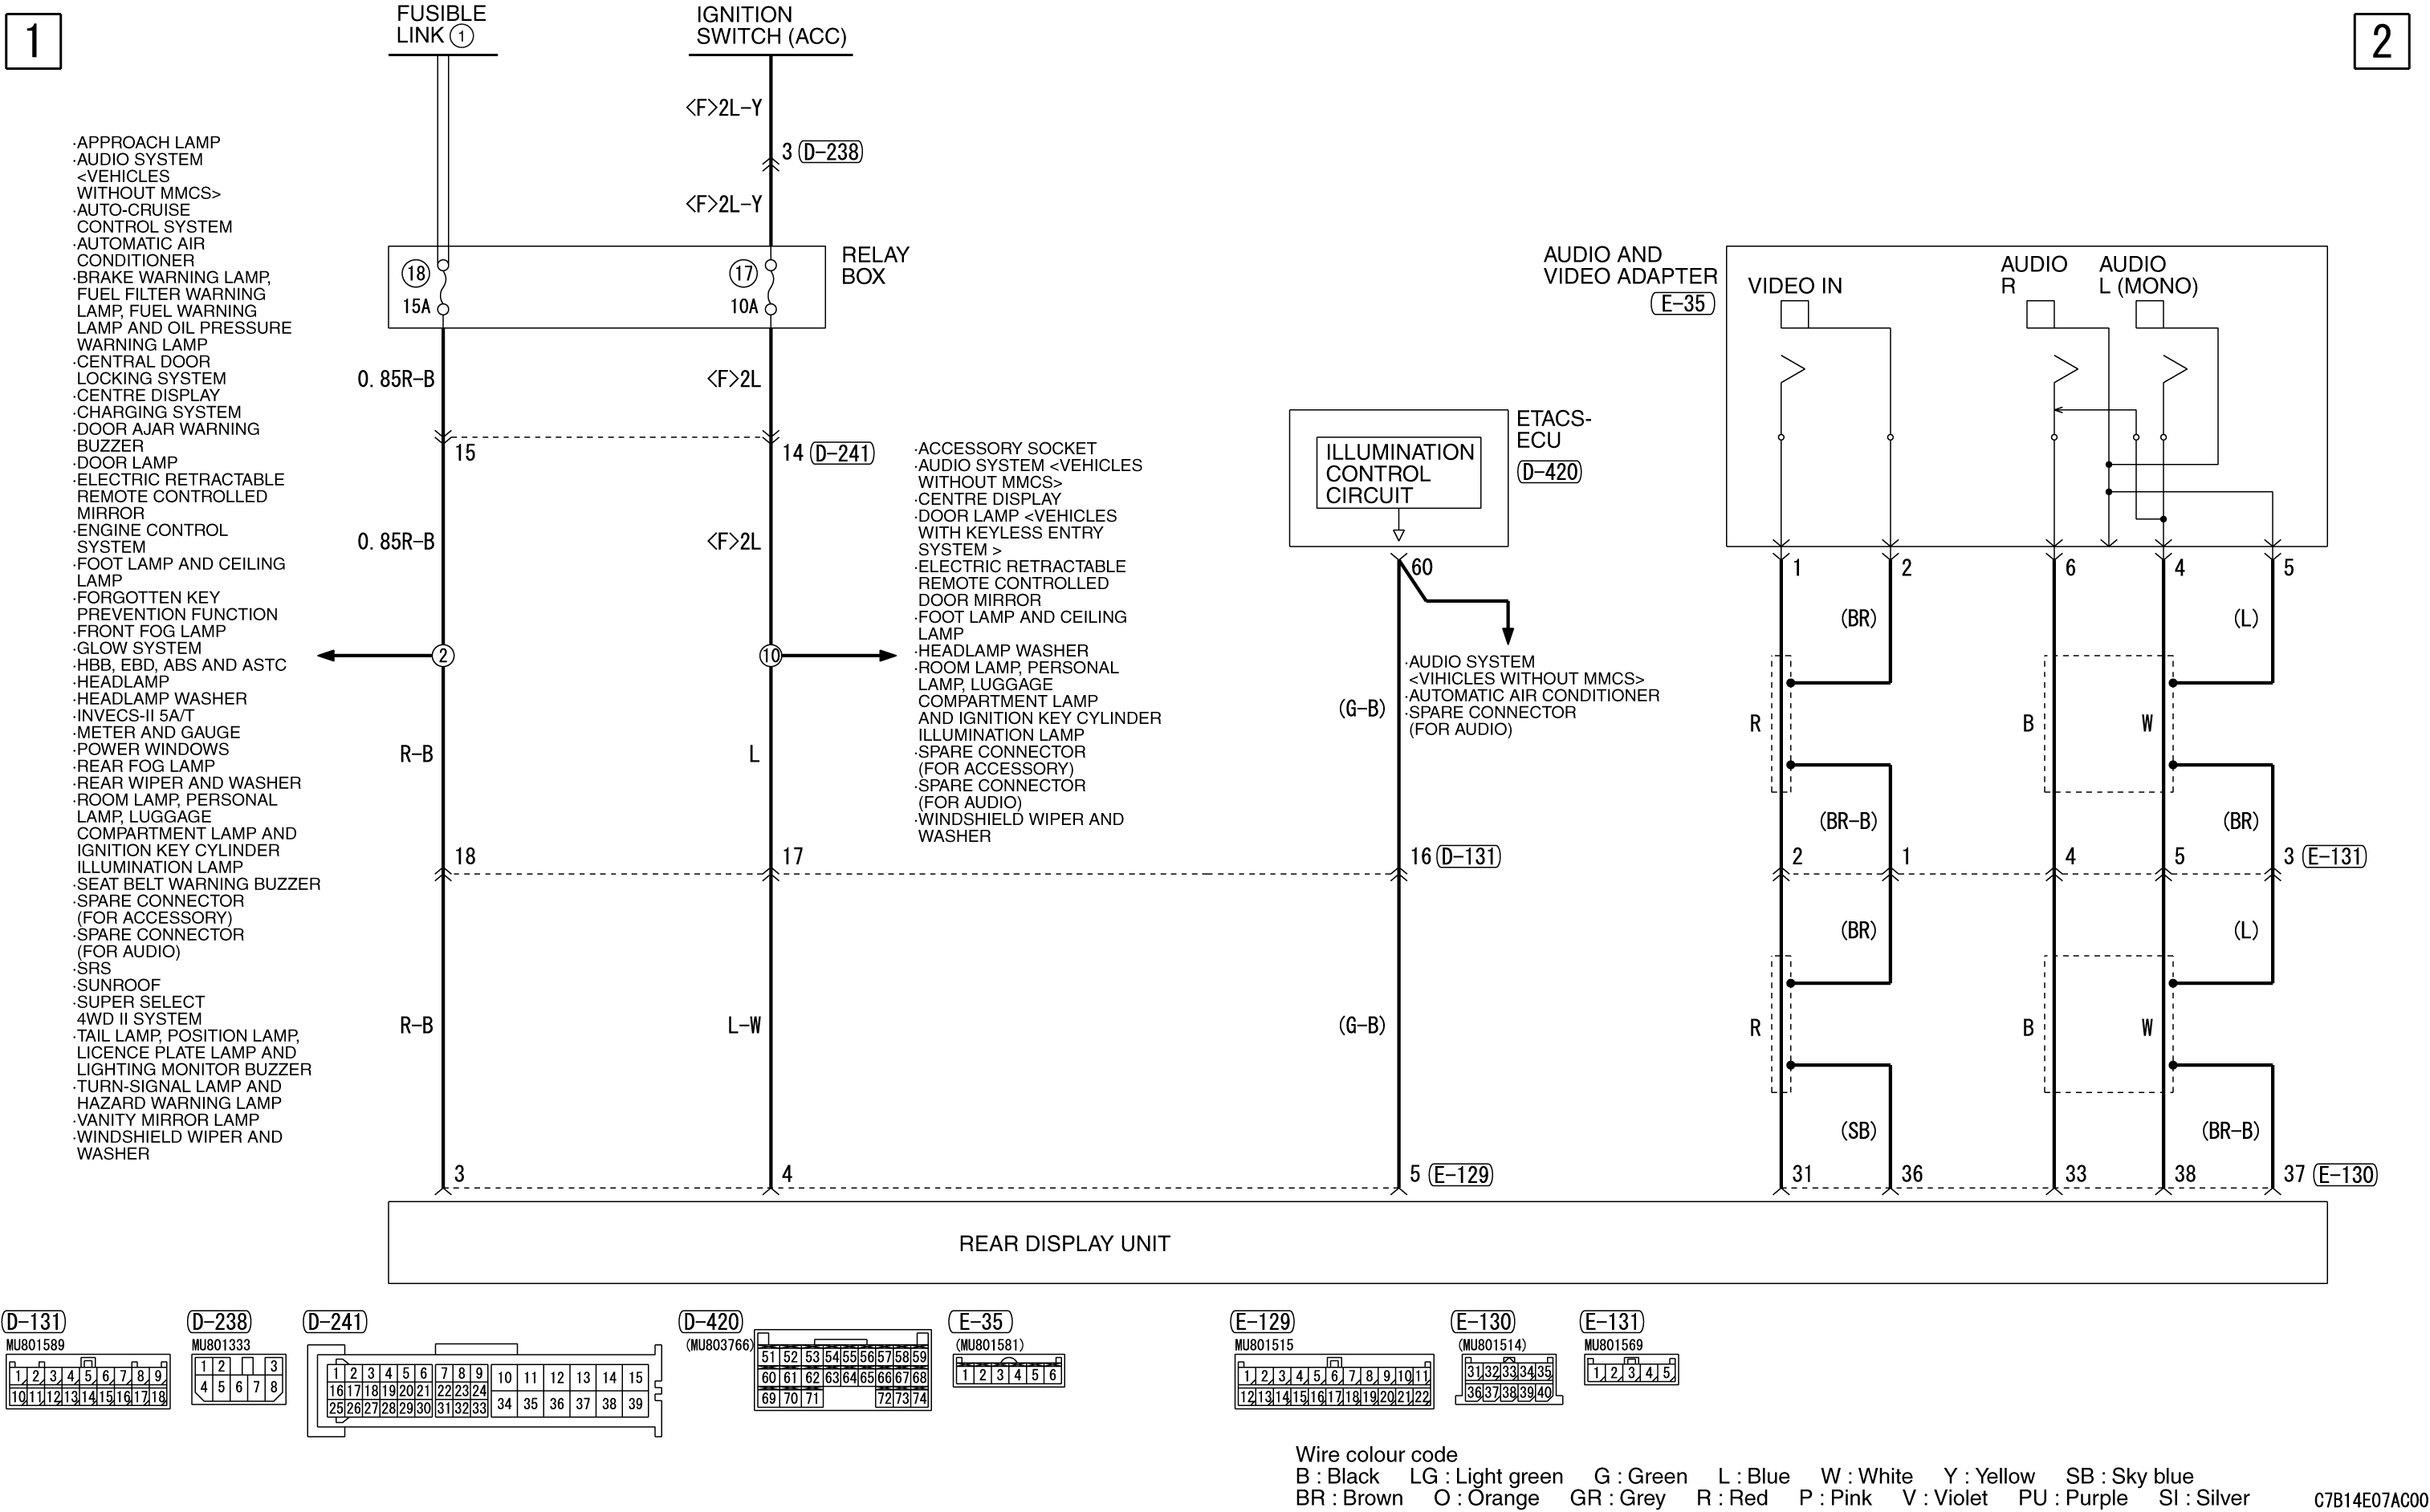 1
2
FUSIBLE
LINK ①
IGNITION
SWITCH (ACC)
<F>2L-Y
3 D-238
<F>2L-Y
RELAY
BOX
18
15A
17
10A
0.85R-B
<F>2L
15
14 D-241
0.85R-B
<F>2L
2
10
R-B
L
18
17
16 D-131
R-B
L-W
(G-B)
3
4
5 E-129
·APPROACH LAMP
·AUDIO SYSTEM
<VEHICLES
WITHOUT MMCS>
·AUTO-CRUISE
CONTROL SYSTEM
·AUTOMATIC AIR
CONDITIONER
·BRAKE WARNING LAMP,
FUEL FILTER WARNING
LAMP, FUEL WARNING
LAMP AND OIL PRESSURE
WARNING LAMP
·CENTRAL DOOR
LOCKING SYSTEM
·CENTRE DISPLAY
·CHARGING SYSTEM
·DOOR AJAR WARNING
BUZZER
·DOOR LAMP
·ELECTRIC RETRACTABLE
REMOTE CONTROLLED
MIRROR
·ENGINE CONTROL
SYSTEM
·FOOT LAMP AND CEILING
LAMP
·FORGOTTEN KEY
PREVENTION FUNCTION
·FRONT FOG LAMP
·GLOW SYSTEM
·HBB, EBD, ABS AND ASTC
·HEADLAMP
·HEADLAMP WASHER
·INVECS-II 5A/T
·METER AND GAUGE
·POWER WINDOWS
·REAR FOG LAMP
·REAR WIPER AND WASHER
·ROOM LAMP, PERSONAL
LAMP, LUGGAGE
COMPARTMENT LAMP AND
IGNITION KEY CYLINDER
ILLUMINATION LAMP
·SEAT BELT WARNING BUZZER
·SPARE CONNECTOR
(FOR ACCESSORY)
·SPARE CONNECTOR
(FOR AUDIO)
·SRS
·SUNROOF
·SUPER SELECT
4WD II SYSTEM
·TAIL LAMP, POSITION LAMP,
LICENCE PLATE LAMP AND
LIGHTING MONITOR BUZZER
·TURN-SIGNAL LAMP AND
HAZARD WARNING LAMP
·VANITY MIRROR LAMP
·WINDSHIELD WIPER AND
WASHER
·ACCESSORY SOCKET
·AUDIO SYSTEM <VEHICLES
WITHOUT MMCS>
·CENTRE DISPLAY
·DOOR LAMP <VEHICLES
WITH KEYLESS ENTRY
SYSTEM >
·ELECTRIC RETRACTABLE
REMOTE CONTROLLED
DOOR MIRROR
·FOOT LAMP AND CEILING
LAMP
·HEADLAMP WASHER
·ROOM LAMP, PERSONAL
LAMP, LUGGAGE
COMPARTMENT LAMP
AND IGNITION KEY CYLINDER
ILLUMINATION LAMP
·SPARE CONNECTOR
(FOR ACCESSORY)
·SPARE CONNECTOR
(FOR AUDIO)
·WINDSHIELD WIPER AND
WASHER
ETACS-
ECU
D-420
ILLUMINATION
CONTROL
CIRCUIT
60
(G-B)
·AUDIO SYSTEM
<VIHICLES WITHOUT MMCS>
·AUTOMATIC AIR CONDITIONER
·SPARE CONNECTOR
(FOR AUDIO)
AUDIO AND
VIDEO ADAPTER
E-35
VIDEO IN
AUDIO
R
AUDIO
L (MONO)
1 2 6 4 5
(BR) (L)
R B W
(BR-B) (BR)
2 1 4 5 3 E-131
(BR) (L)
R B W
(SB) (BR-B)
31 36 33 38 37 E-130
REAR DISPLAY UNIT
D-131
MU801589
1 2 3 4 5 6 7 8 9
10 11 12 13 14 15 16 17 18
D-238
MU801333
1 2 3
4 5 6 7 8
D-241
1 2 3 4 5 6 7 8 9 10 11 12 13 14 15
16 17 18 19 20 21 22 23 24
25 26 27 28 29 30 31 32 33 34 35 36 37 38 39
D-420
(MU803766)
51 52 53 54 55 56 57 58 59
60 61 62 63 64 65 66 67 68
69 70 71 72 73 74
E-35
(MU801581)
1 2 3 4 5 6
E-129
MU801515
1 2 3 4 5 6 7 8 9 10 11
12 13 14 15 16 17 18 19 20 21 22
E-130
(MU801514)
31 32 33 34 35
36 37 38 39 40
E-131
MU801569
1 2 3 4 5
Wire colour code
B : Black LG : Light green G : Green L : Blue W : White Y : Yellow SB : Sky blue
BR : Brown O : Orange GR : Grey R : Red P : Pink V : Violet PU : Purple SI : Silver
C7B14E07AC00